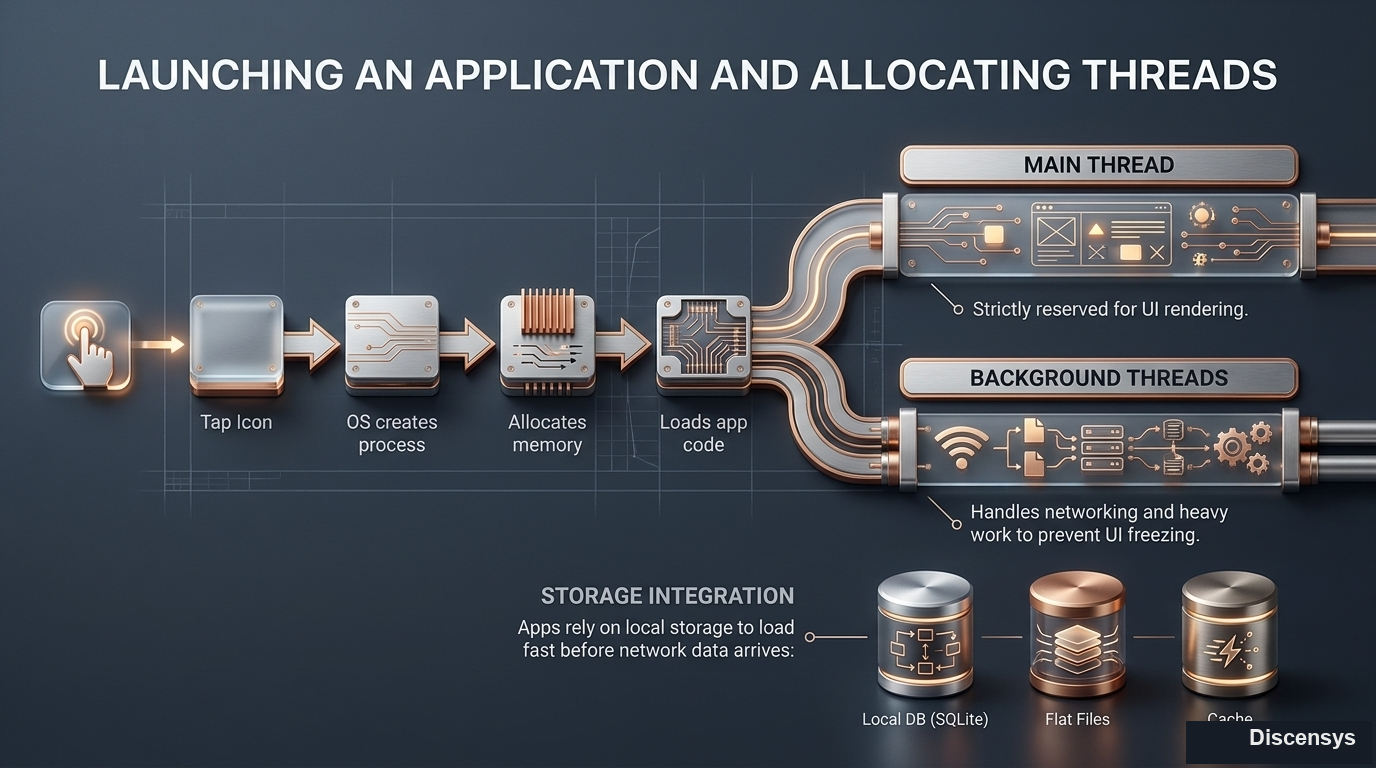 LAUNCHING AN APPLICATION AND ALLOCATING THREADS
MAIN THREAD
Strictly reserved for UI rendering.
Tap Icon
OS creates
process
Allocates
memory
Loads app
code
BACKGROUND THREADS
Handles networking and heavy
work to prevent UI freezing.
STORAGE INTEGRATION
Apps rely on local storage to load
fast before network data arrives:
Local DB (SQLite)
Flat Files
Cache
Discensys